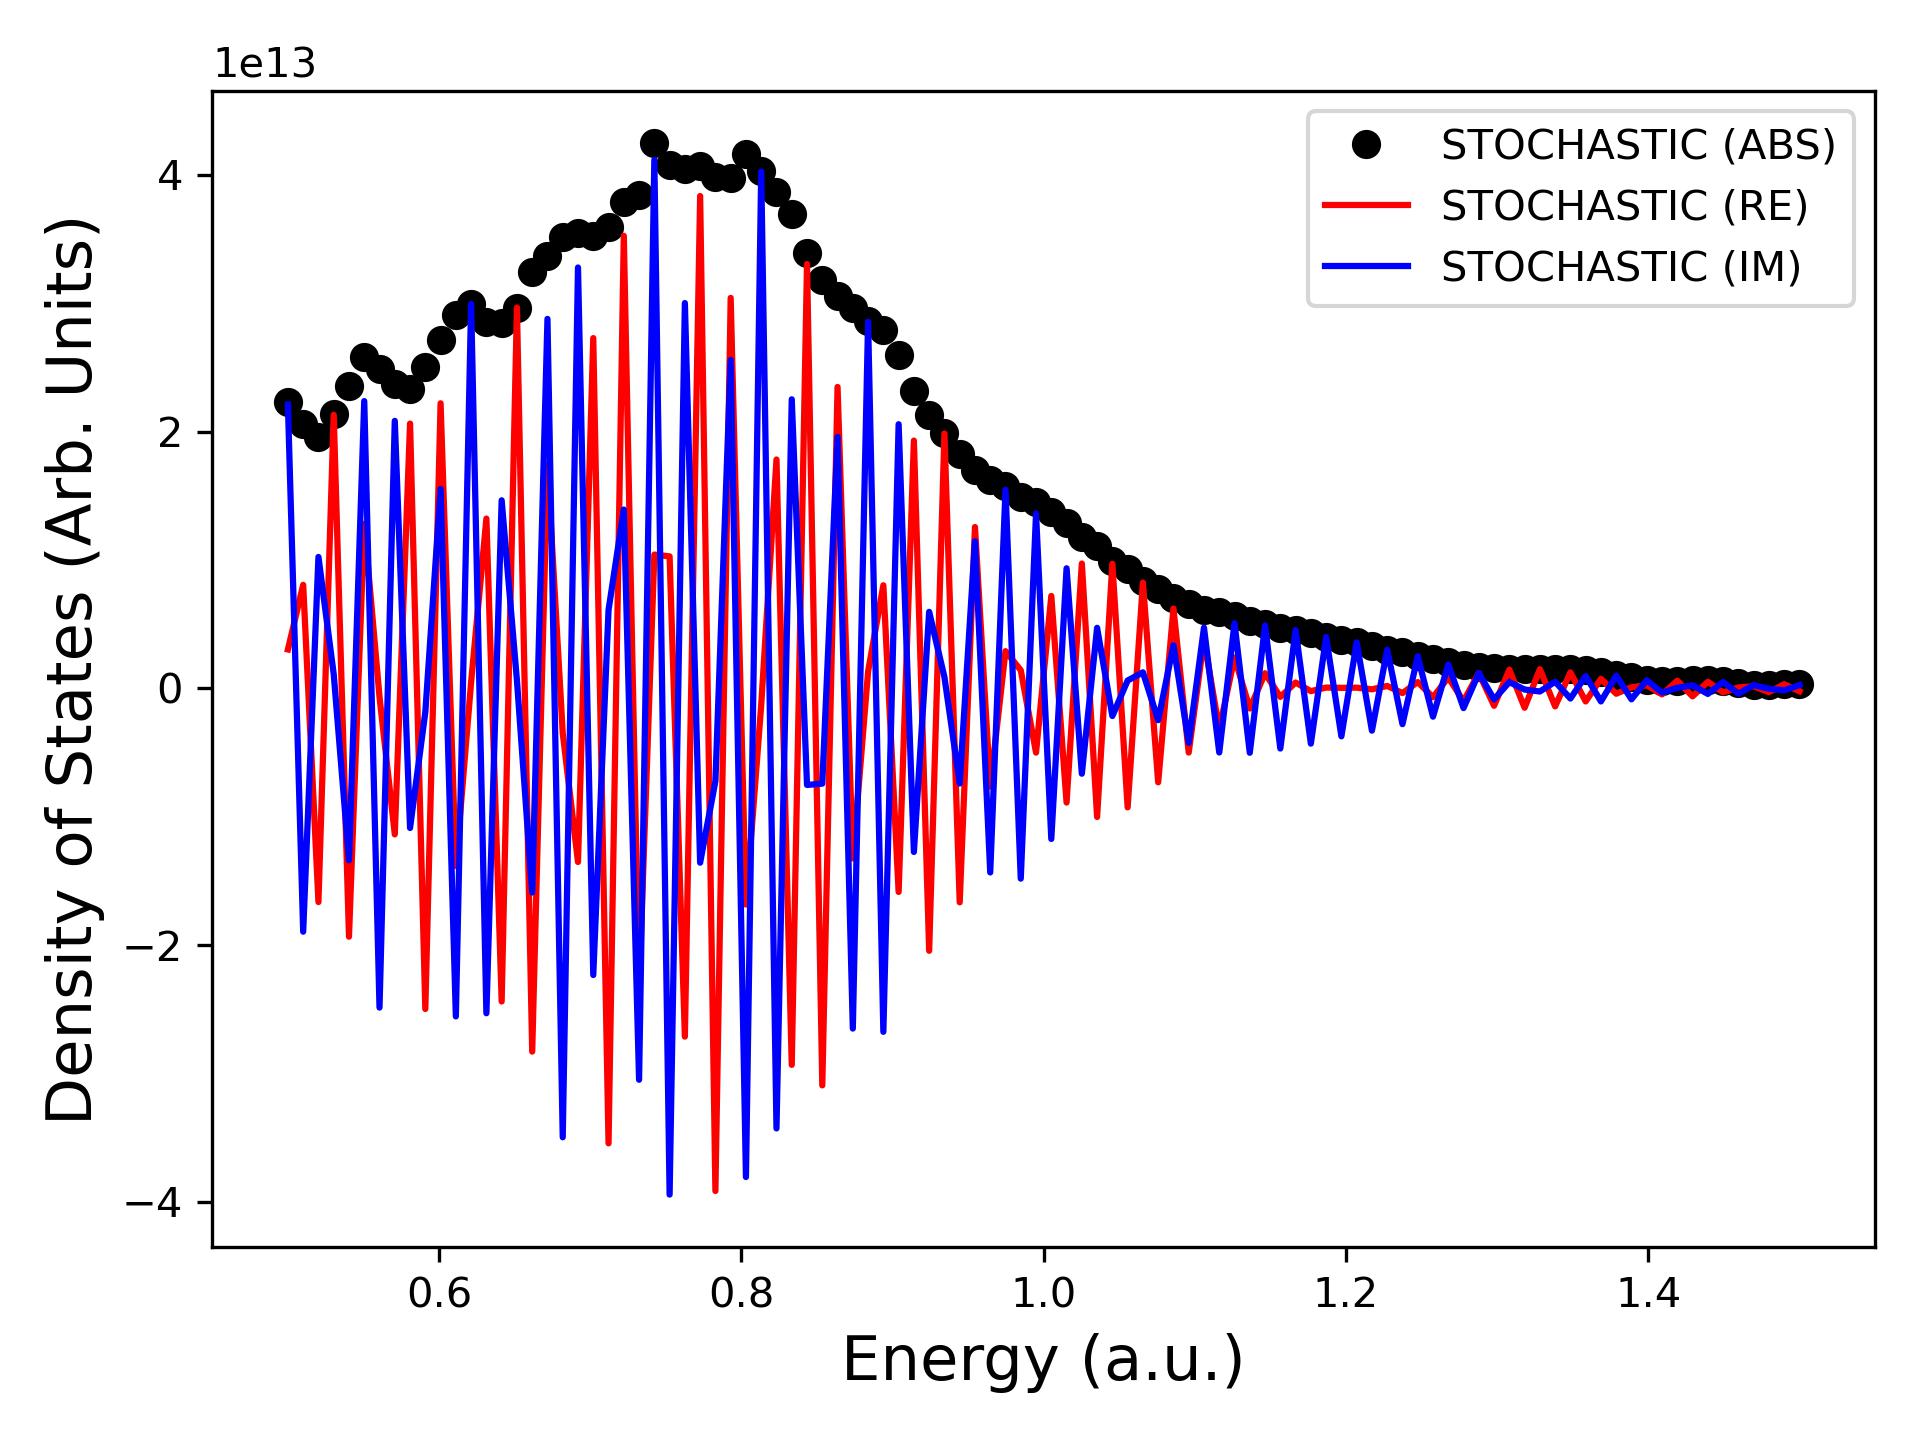 1e13
STOCHASTIC (ABS)
STOCHASTIC (RE)
STOCHASTIC (IM)
4
2
0
−2
−4
Density of States (Arb. Units)
0.6 0.8 1.0 1.2 1.4
Energy (a.u.)